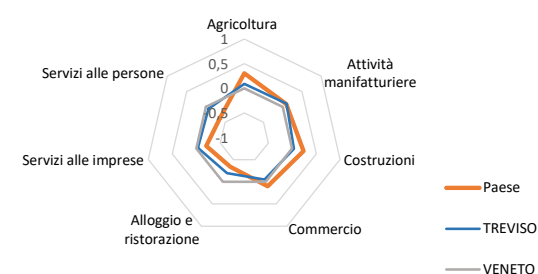 Agricoltura
1
0,5
0
-0,5
-1
Attività
manifatturiere
Costruzioni
Commercio
Alloggio e
ristorazione
Servizi alle imprese
Servizi alle persone
Paese
TREVISO
VENETO